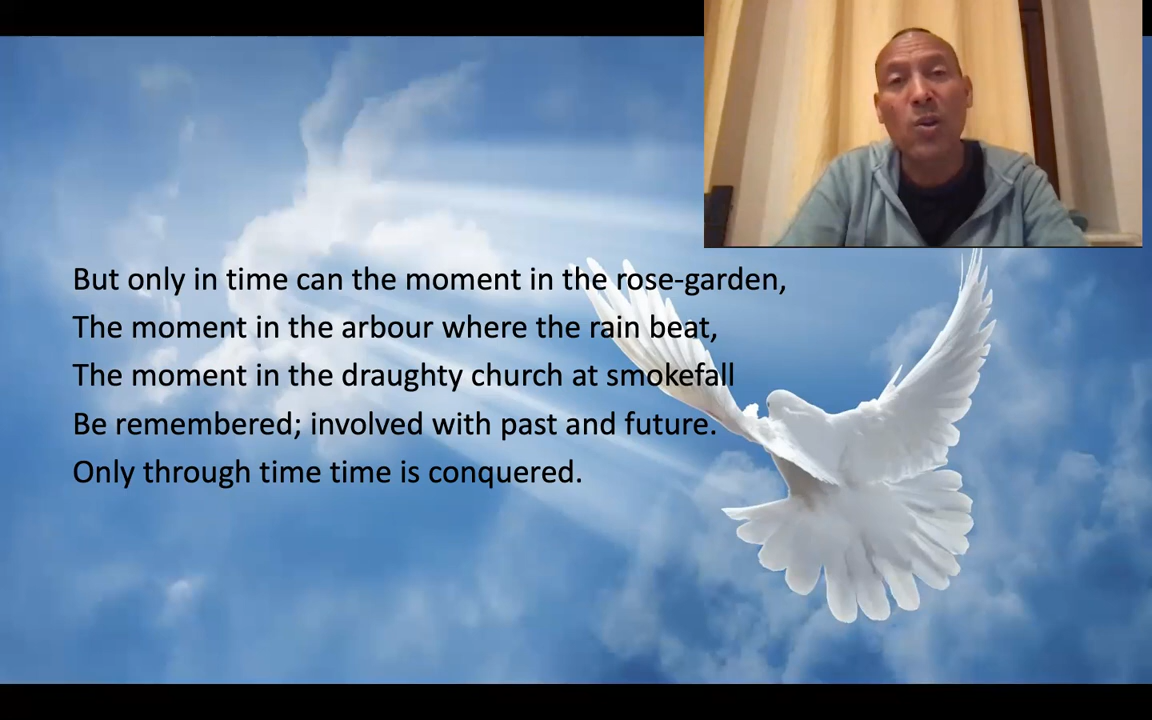 But only in time can the moment in the rose-garden,
The moment in the arbour where the rain beat,
The moment in the draughty church at smokefall
Be remembered; involved with past and future.
Only through time time is conquered.